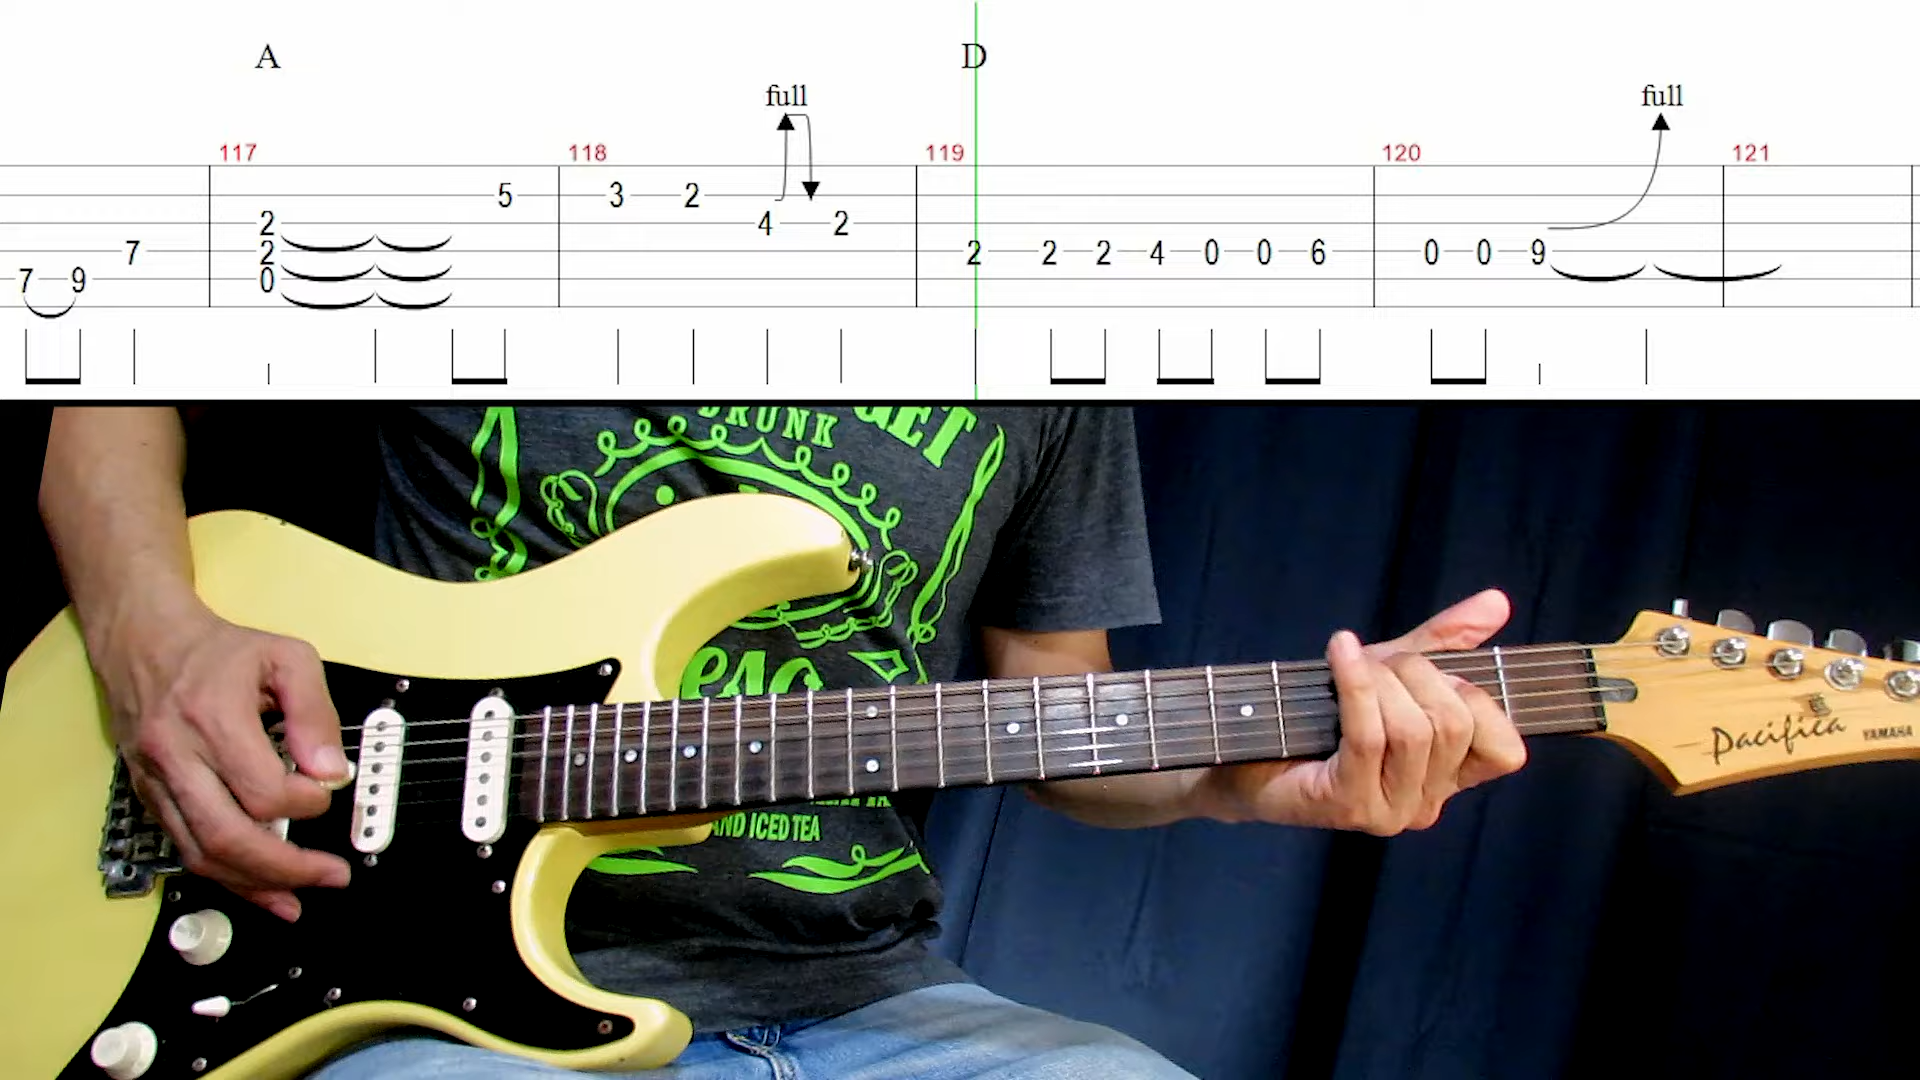 A D
full full
117 118 119 120 121
5 3 2
2 4 2
7 2 2 2 2 4 0 0 6 0 0 9
7 9 0
DRUNK GET
AND ICED TEA
Pacifica YAMAHA